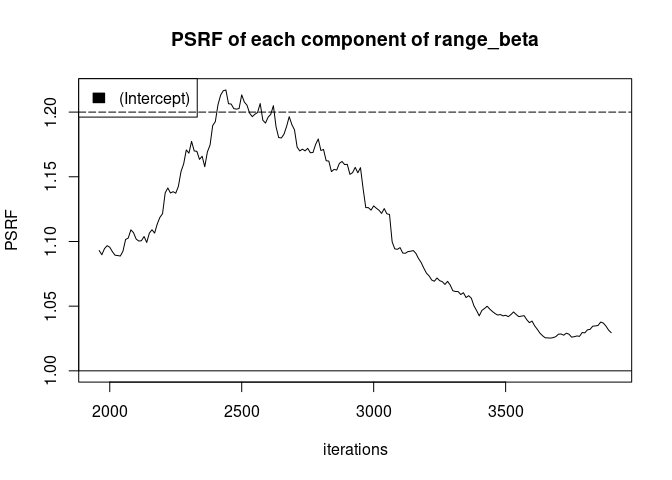 PSRF of each component of range_beta
(Intercept)
PSRF
1.20
1.15
1.10
1.05
1.00
2000 2500 3000 3500
iterations